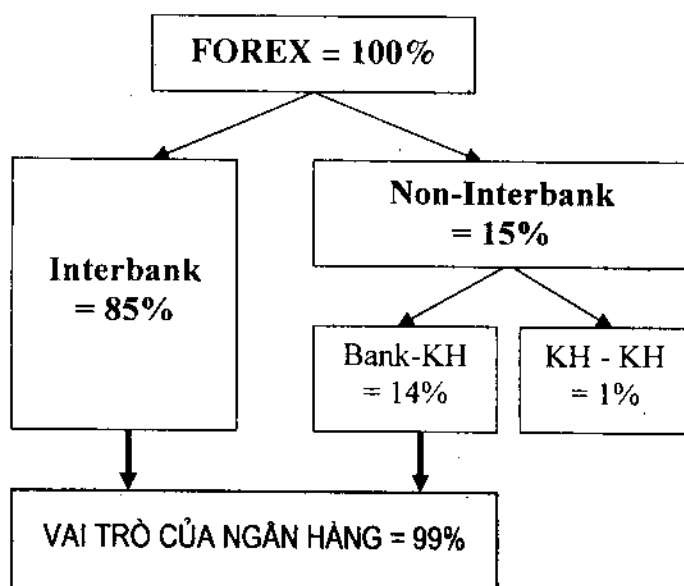 FOREX = 100%
Interbank
= 85%
Non-Interbank
= 15%
Bank-KH
= 14%
KH - KH
= 1%
VAI TRÒ CỦA NGÂN HÀNG = 99%